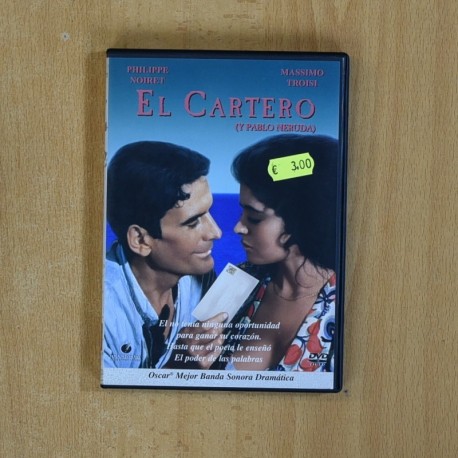 PHILIPPE NOIRET
MASSIMO TROISI
EL CARTERO
(Y PABLO NERUDA)
€ 3.00
El no tenía ninguna oportunidad
para ganar su corazón.
Hasta que el poeta le enseñó
El poder de las palabras
DVD
Oscar® Mejor Banda Sonora Dramática